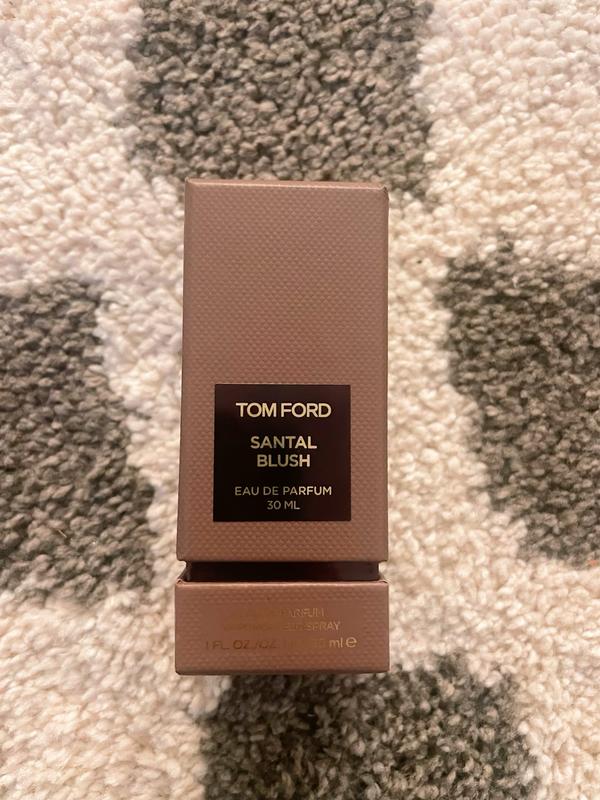 TOM FORD
SANTAL
BLUSH
EAU DE PARFUM
30 ML
PARFUM
SPRAY
1 FL. OZ./OZ. ml e